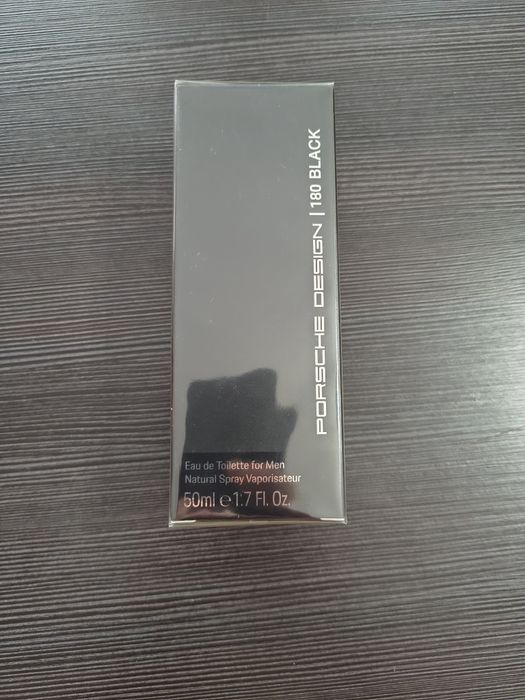 PORSCHE DESIGN | 180 BLACK
Eau de Toilette for Men
Natural Spray Vaporisateur
50ml ℮ 1.7 Fl. Oz.